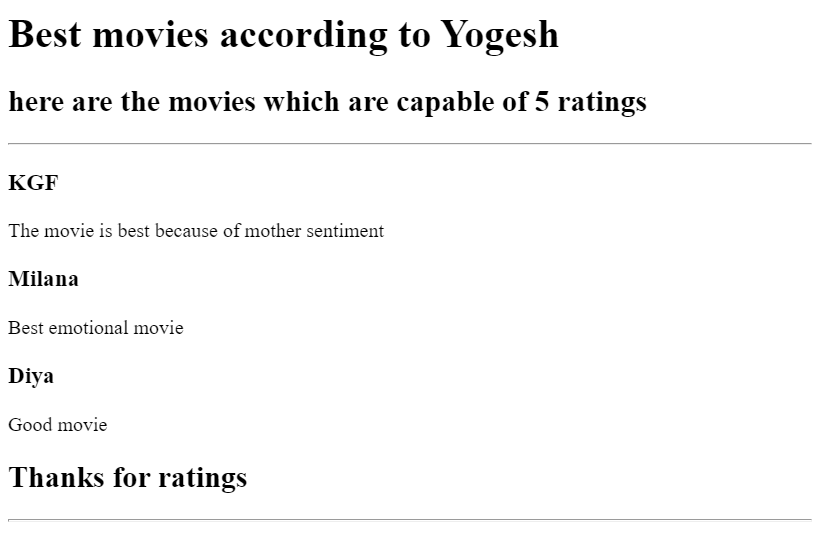 Best movies according to Yogesh
here are the movies which are capable of 5 ratings
KGF
The movie is best because of mother sentiment
Milana
Best emotional movie
Diya
Good movie
Thanks for ratings